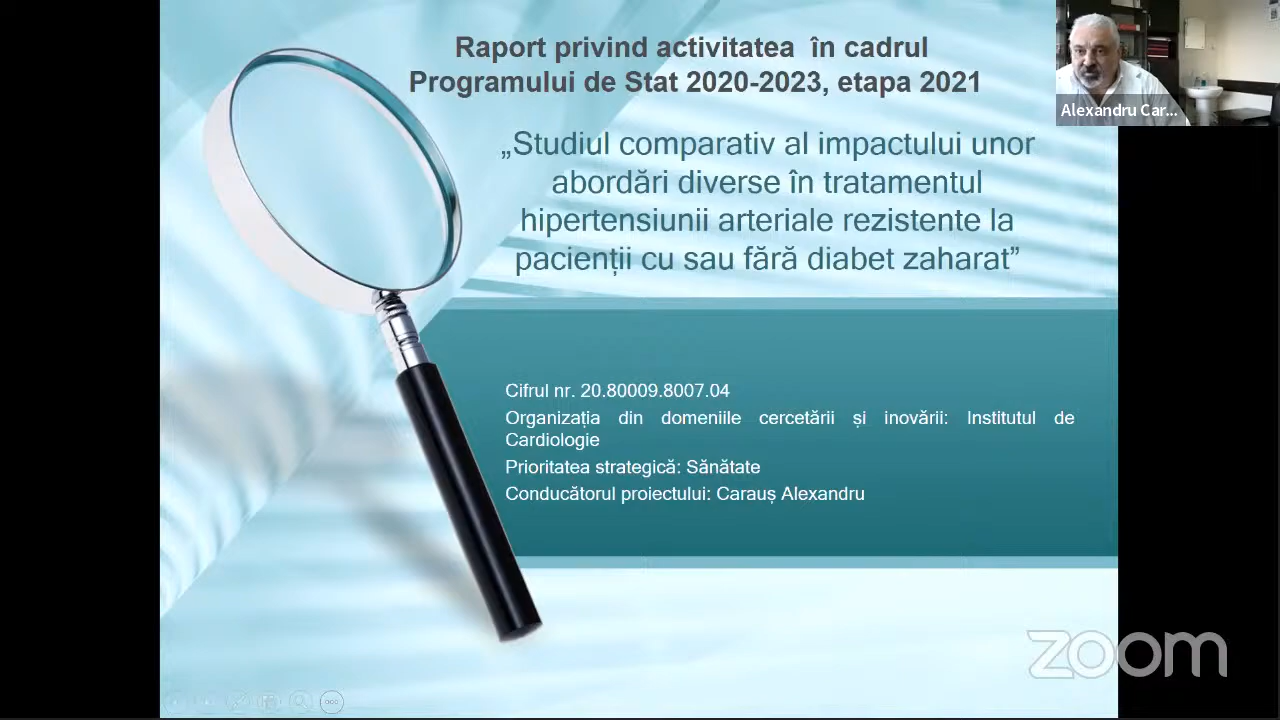 Raport privind activitatea în cadrul
Programului de Stat 2020-2023, etapa 2021
„Studiul comparativ al impactului unor
abordări diverse în tratamentul
hipertensiunii arteriale rezistente la
pacienții cu sau fără diabet zaharat”
Cifrul nr. 20.80009.8007.04
Organizația din domeniile cercetării și inovării: Institutul de
Cardiologie
Prioritatea strategică: Sănătate
Conducătorul proiectului: Carauș Alexandru
Alexandru Car...
zoom